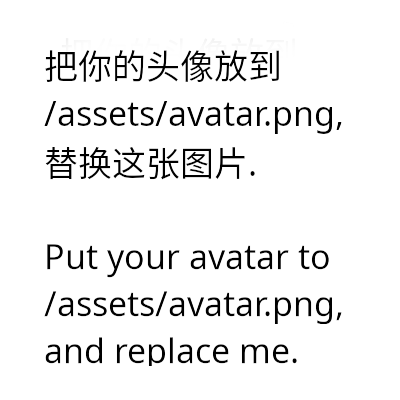 把你的头像放到
/assets/avatar.png,
替换这张图片.
Put your avatar to
/assets/avatar.png,
and replace me.